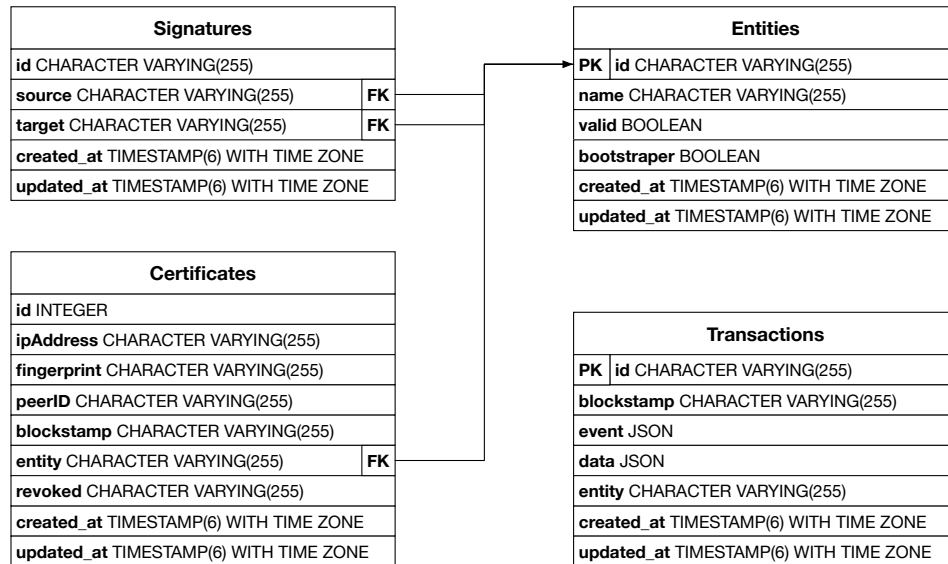 Signatures
id CHARACTER VARYING(255)
source CHARACTER VARYING(255) FK
target CHARACTER VARYING(255) FK
created_at TIMESTAMP(6) WITH TIME ZONE
updated_at TIMESTAMP(6) WITH TIME ZONE
Entities
PK id CHARACTER VARYING(255)
name CHARACTER VARYING(255)
valid BOOLEAN
bootstraper BOOLEAN
created_at TIMESTAMP(6) WITH TIME ZONE
updated_at TIMESTAMP(6) WITH TIME ZONE
Certificates
id INTEGER
ipAddress CHARACTER VARYING(255)
fingerprint CHARACTER VARYING(255)
peerID CHARACTER VARYING(255)
blockstamp CHARACTER VARYING(255)
entity CHARACTER VARYING(255) FK
revoked CHARACTER VARYING(255)
created_at TIMESTAMP(6) WITH TIME ZONE
updated_at TIMESTAMP(6) WITH TIME ZONE
Transactions
PK id CHARACTER VARYING(255)
blockstamp CHARACTER VARYING(255)
event JSON
data JSON
entity CHARACTER VARYING(255)
created_at TIMESTAMP(6) WITH TIME ZONE
updated_at TIMESTAMP(6) WITH TIME ZONE